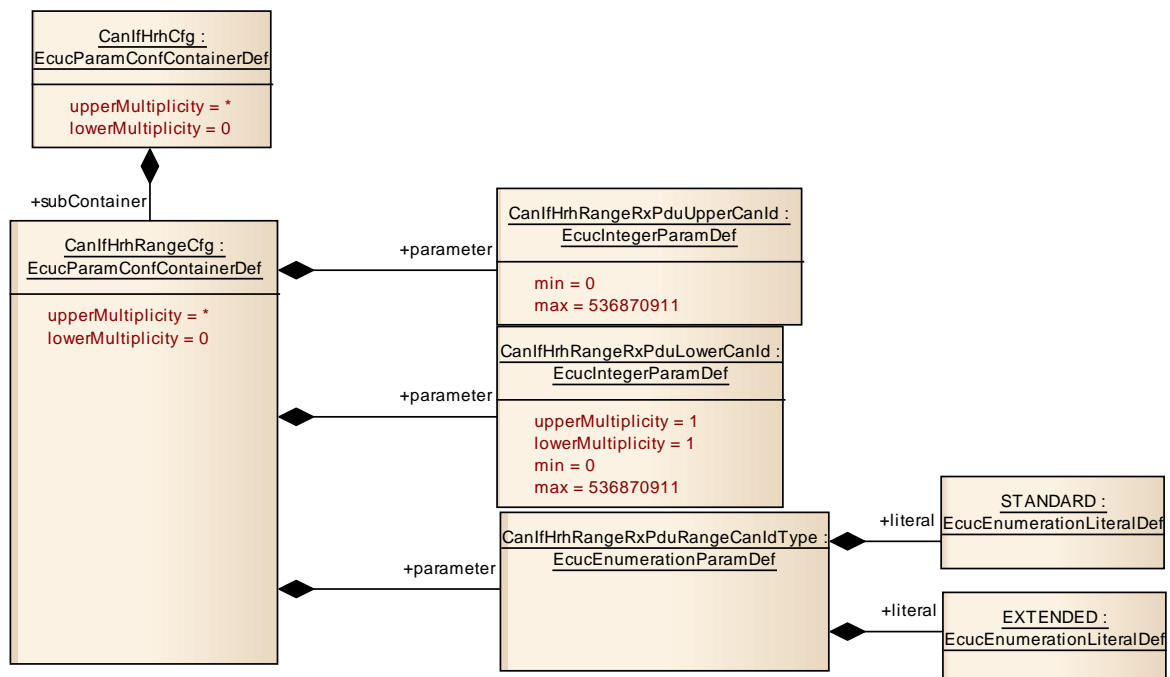 CanIfHrhCfg :
EcucParamConfContainerDef
upperMultiplicity = *
lowerMultiplicity = 0
+subContainer
CanIfHrhRangeCfg :
EcucParamConfContainerDef
upperMultiplicity = *
lowerMultiplicity = 0
+parameter
CanIfHrhRangeRxPduUpperCanId :
EcucIntegerParamDef
min = 0
max = 536870911
+parameter
CanIfHrhRangeRxPduLowerCanId :
EcucIntegerParamDef
upperMultiplicity = 1
lowerMultiplicity = 1
min = 0
max = 536870911
+parameter
CanIfHrhRangeRxPduRangeCanIdType :
EcucEnumerationParamDef
+literal
STANDARD :
EcucEnumerationLiteralDef
+literal
EXTENDED :
EcucEnumerationLiteralDef